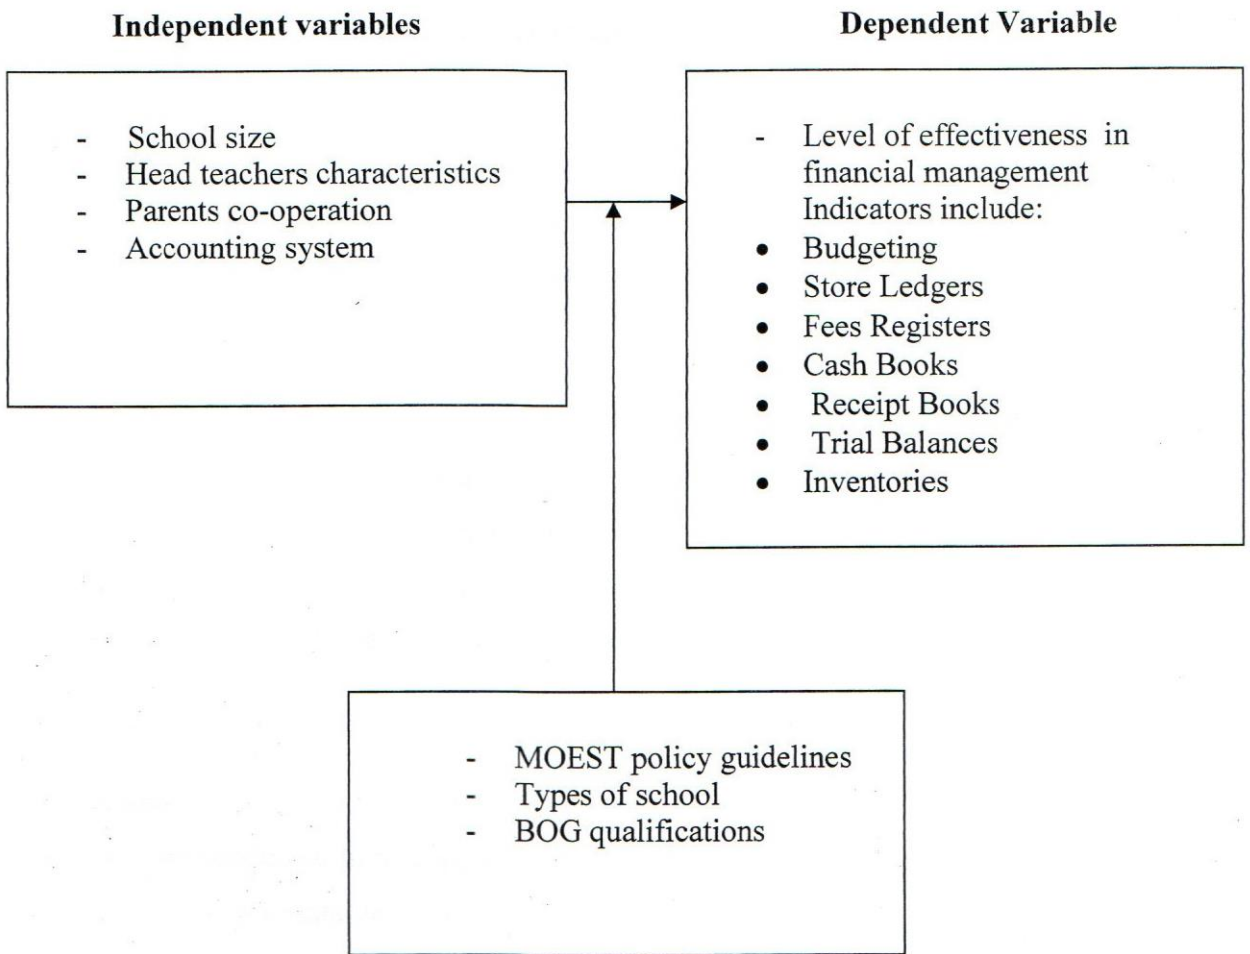 Independent variables
Dependent Variable
- School size
- Head teachers characteristics
- Parents co-operation
- Accounting system
- Level of effectiveness in
financial management
Indicators include:
• Budgeting
• Store Ledgers
• Fees Registers
• Cash Books
• Receipt Books
• Trial Balances
• Inventories
- MOEST policy guidelines
- Types of school
- BOG qualifications